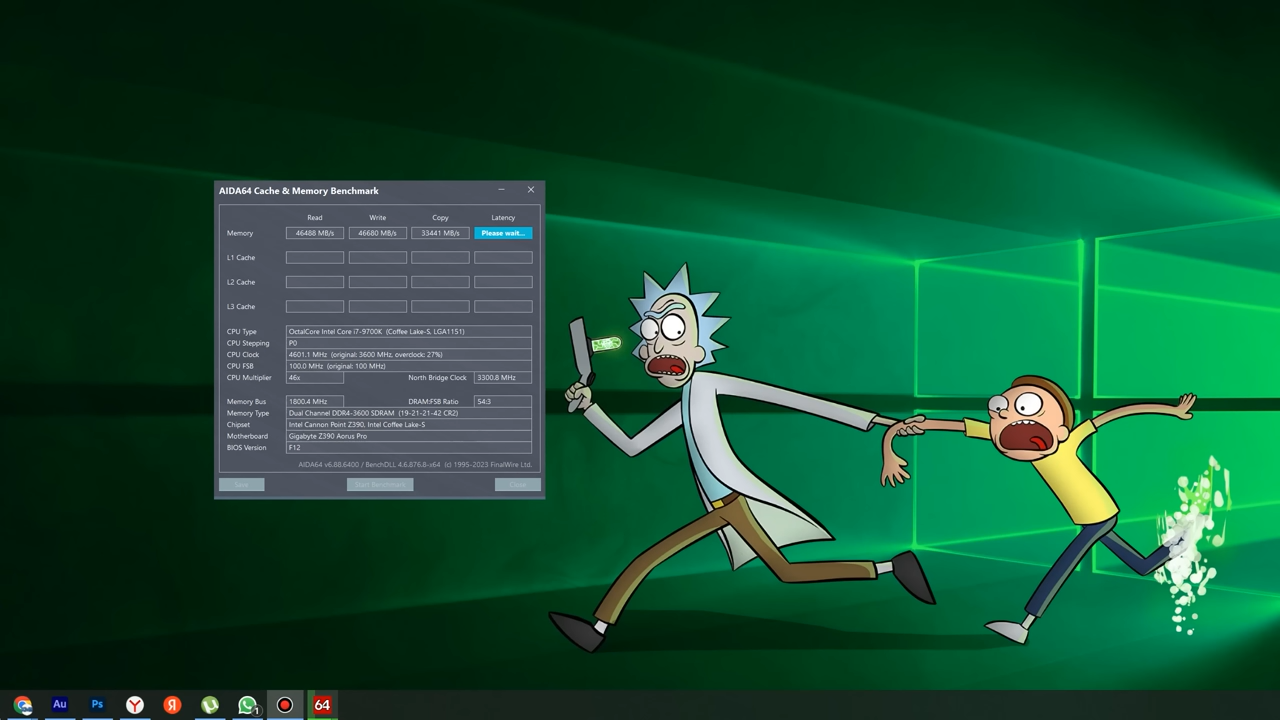 AIDA64 Cache & Memory Benchmark
Read Write Copy Latency
Memory 46488 MB/s 46680 MB/s 33441 MB/s Please wait...
L1 Cache
L2 Cache
L3 Cache
CPU Type OctalCore Intel Core i7-9700K (Coffee Lake-S, LGA1151)
CPU Stepping P0
CPU Clock 4601.1 MHz (original: 3600 MHz, overclock: 27%)
CPU FSB 100.0 MHz (original: 100 MHz)
CPU Multiplier 46x North Bridge Clock 3300.8 MHz
Memory Bus 1800.4 MHz DRAM:FSB Ratio 54:3
Memory Type Dual Channel DDR4-3600 SDRAM (19-21-21-42 CR2)
Chipset Intel Cannon Point Z390, Intel Coffee Lake-S
Motherboard Gigabyte Z390 Aorus Pro
BIOS Version F12
AIDA64 v6.88.6400 / BenchDLL 4.6.876.8-x64 (c) 1995-2023 FinalWire Ltd.
Save Start Benchmark Close
Au Ps Y Я 1 64